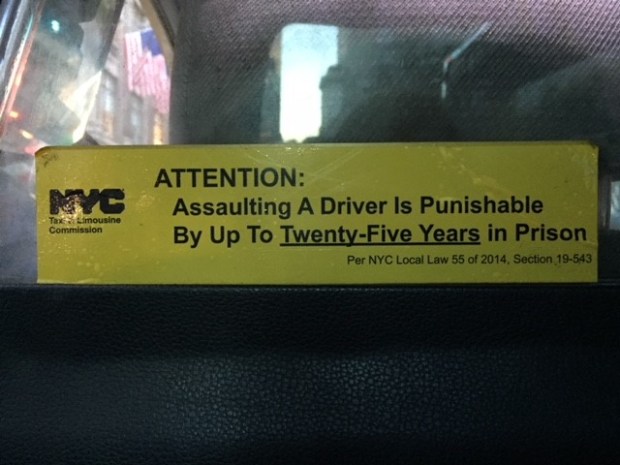 NYC
Taxi & Limousine
Commission
ATTENTION:
Assaulting A Driver Is Punishable
By Up To Twenty-Five Years in Prison
Per NYC Local Law 55 of 2014, Section 19-543